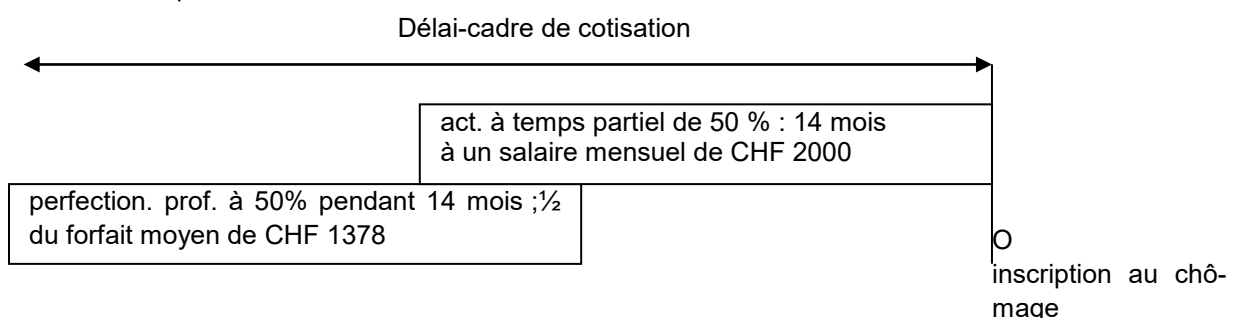 Délai-cadre de cotisation
act. à temps partiel de 50 % : 14 mois
à un salaire mensuel de CHF 2000
perfection. prof. à 50% pendant 14 mois ;½
du forfait moyen de CHF 1378
O
inscription au chô-
mage